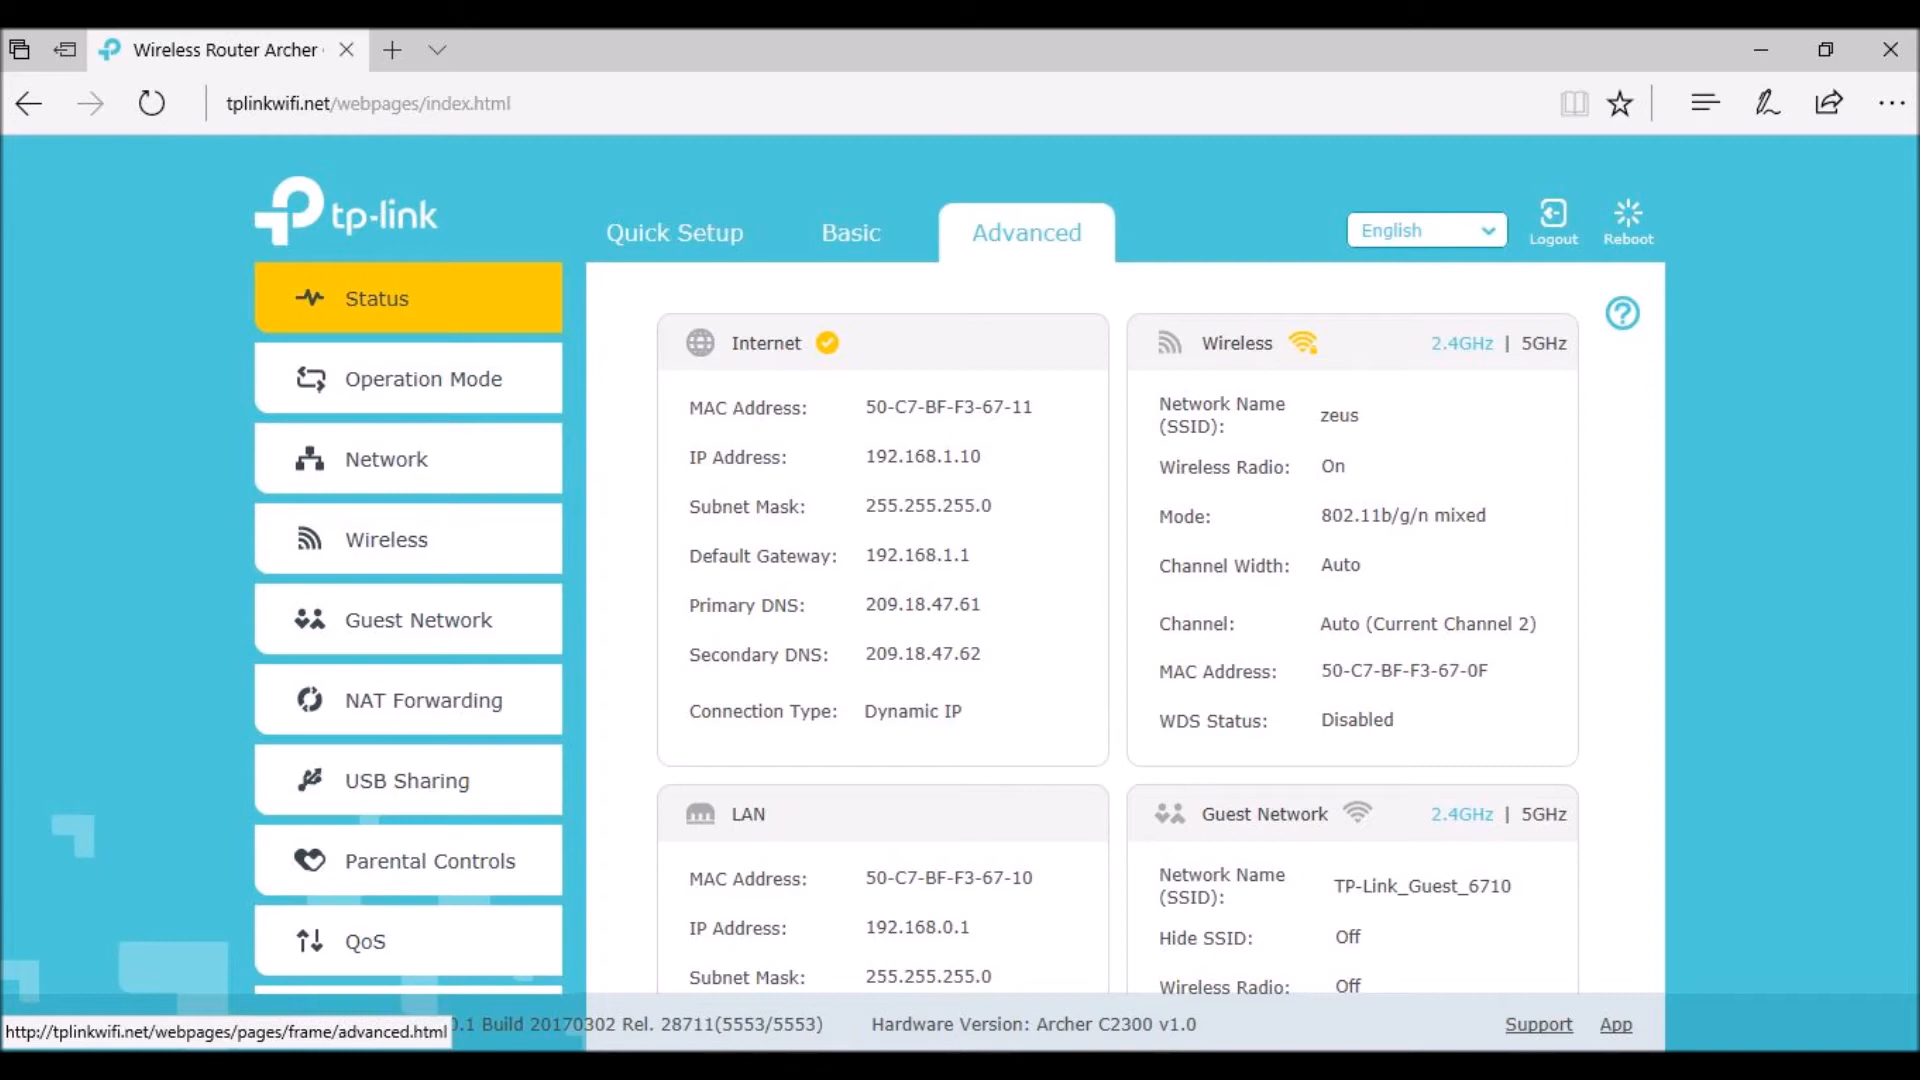 Wireless Router Archer
tplinkwifi.net/webpages/index.html
tp-link
Quick Setup
Basic
Advanced
English
Logout
Reboot
Status
Operation Mode
Network
Wireless
Guest Network
NAT Forwarding
USB Sharing
Parental Controls
QoS
Internet
MAC Address: 50-C7-BF-F3-67-11
IP Address: 192.168.1.10
Subnet Mask: 255.255.255.0
Default Gateway: 192.168.1.1
Primary DNS: 209.18.47.61
Secondary DNS: 209.18.47.62
Connection Type: Dynamic IP
Wireless 2.4GHz | 5GHz
Network Name
(SSID): zeus
Wireless Radio: On
Mode: 802.11b/g/n mixed
Channel Width: Auto
Channel: Auto (Current Channel 2)
MAC Address: 50-C7-BF-F3-67-0F
WDS Status: Disabled
LAN
MAC Address: 50-C7-BF-F3-67-10
IP Address: 192.168.0.1
Subnet Mask: 255.255.255.0
Guest Network 2.4GHz | 5GHz
Network Name
(SSID): TP-Link_Guest_6710
Hide SSID: Off
Wireless Radio: Off
http://tplinkwifi.net/webpages/pages/frame/advanced.html
.1 Build 20170302 Rel. 28711(5553/5553) Hardware Version: Archer C2300 v1.0 Support App